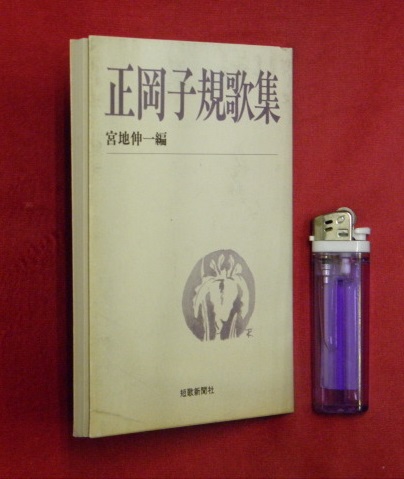 正岡子規歌集
宮地伸一編
短歌新聞社